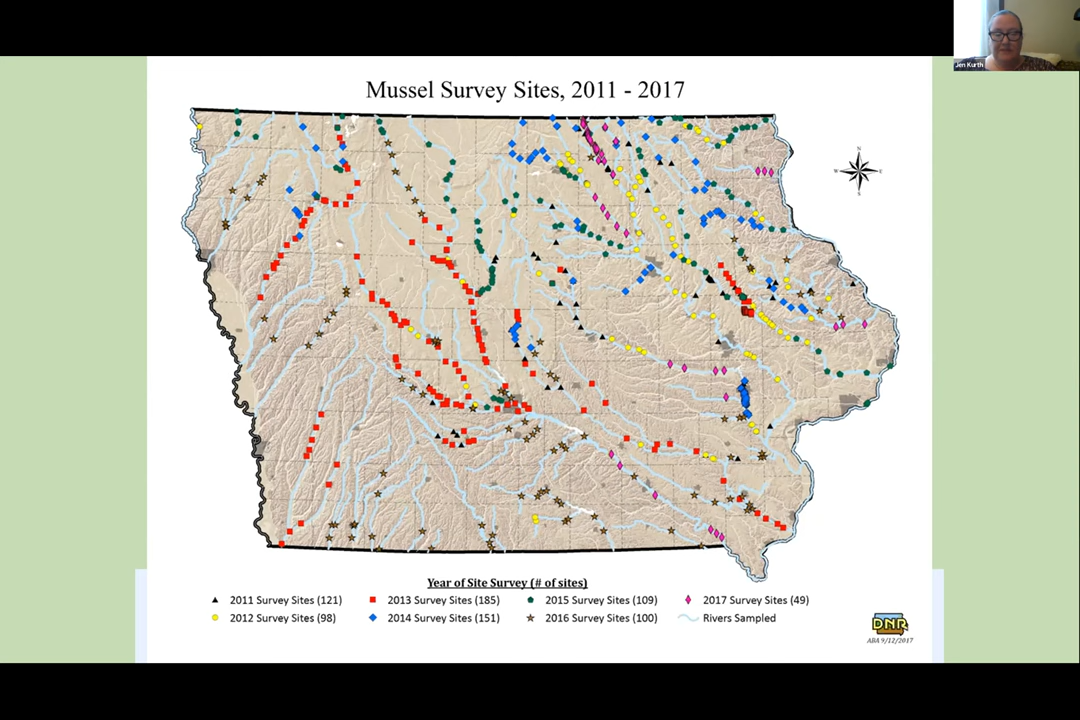 Jen Kurth
Mussel Survey Sites, 2011 - 2017
N
W E
S
Year of Site Survey (# of sites)
2011 Survey Sites (121)
2013 Survey Sites (185)
2015 Survey Sites (109)
2017 Survey Sites (49)
2012 Survey Sites (98)
2014 Survey Sites (151)
2016 Survey Sites (100)
Rivers Sampled
DNR
ABA 9/12/2017